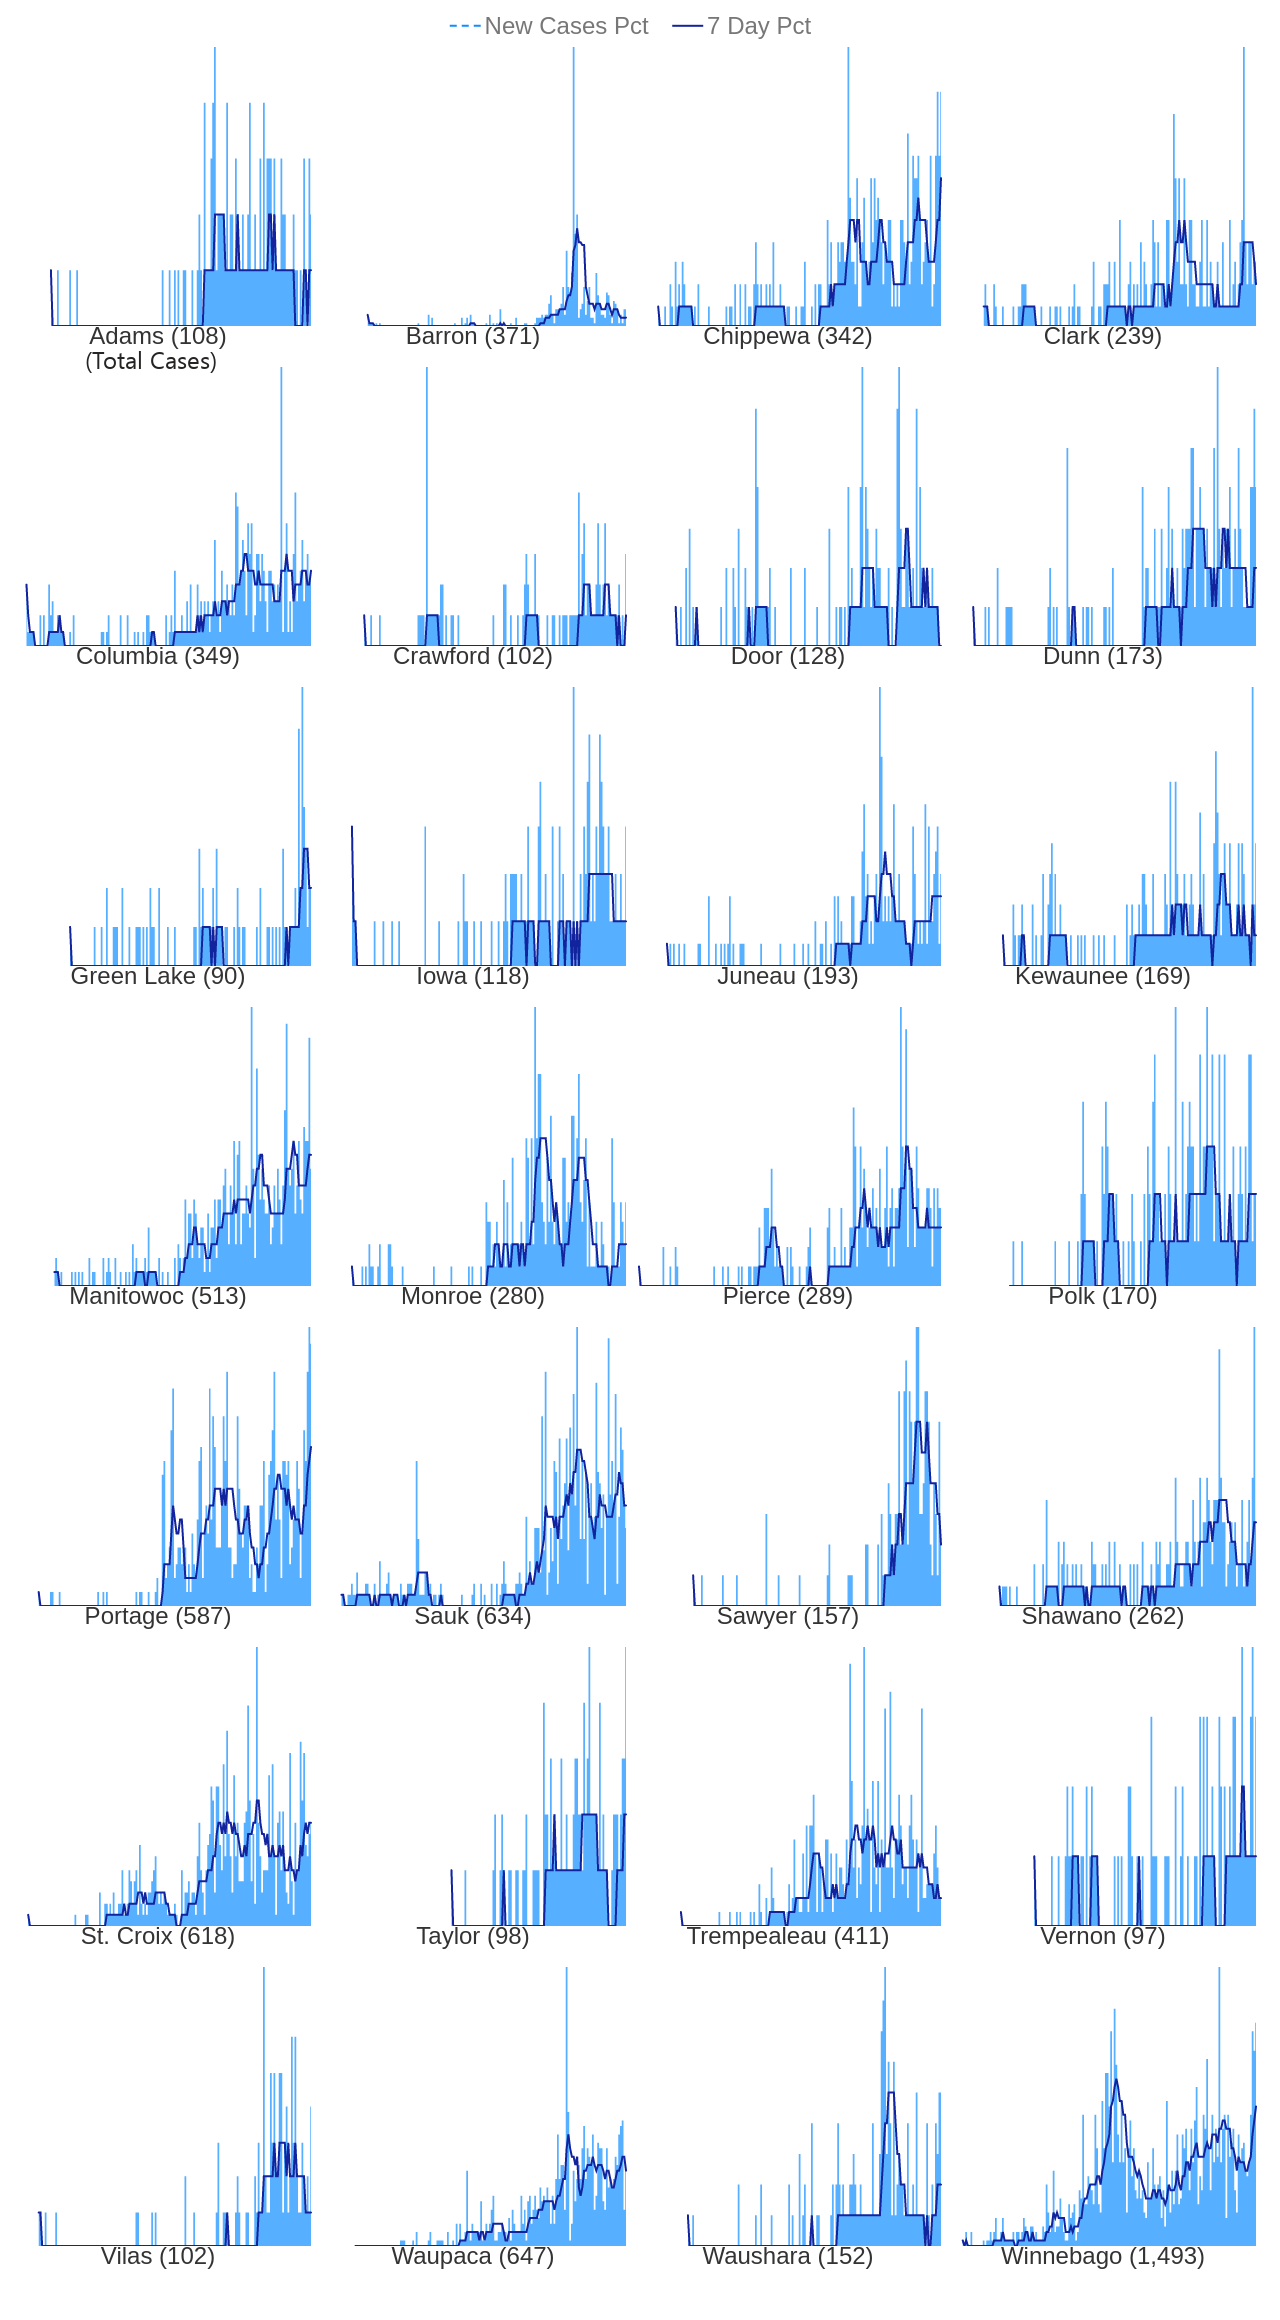 New Cases Pct 7 Day Pct
Adams (108) Barron (371) Chippewa (342) Clark (239)
(Total Cases)
Columbia (349) Crawford (102) Door (128) Dunn (173)
Green Lake (90) Iowa (118) Juneau (193) Kewaunee (169)
Manitowoc (513) Monroe (280) Pierce (289) Polk (170)
Portage (587) Sauk (634) Sawyer (157) Shawano (262)
St. Croix (618) Taylor (98) Trempealeau (411) Vernon (97)
Vilas (102) Waupaca (647) Waushara (152) Winnebago (1,493)